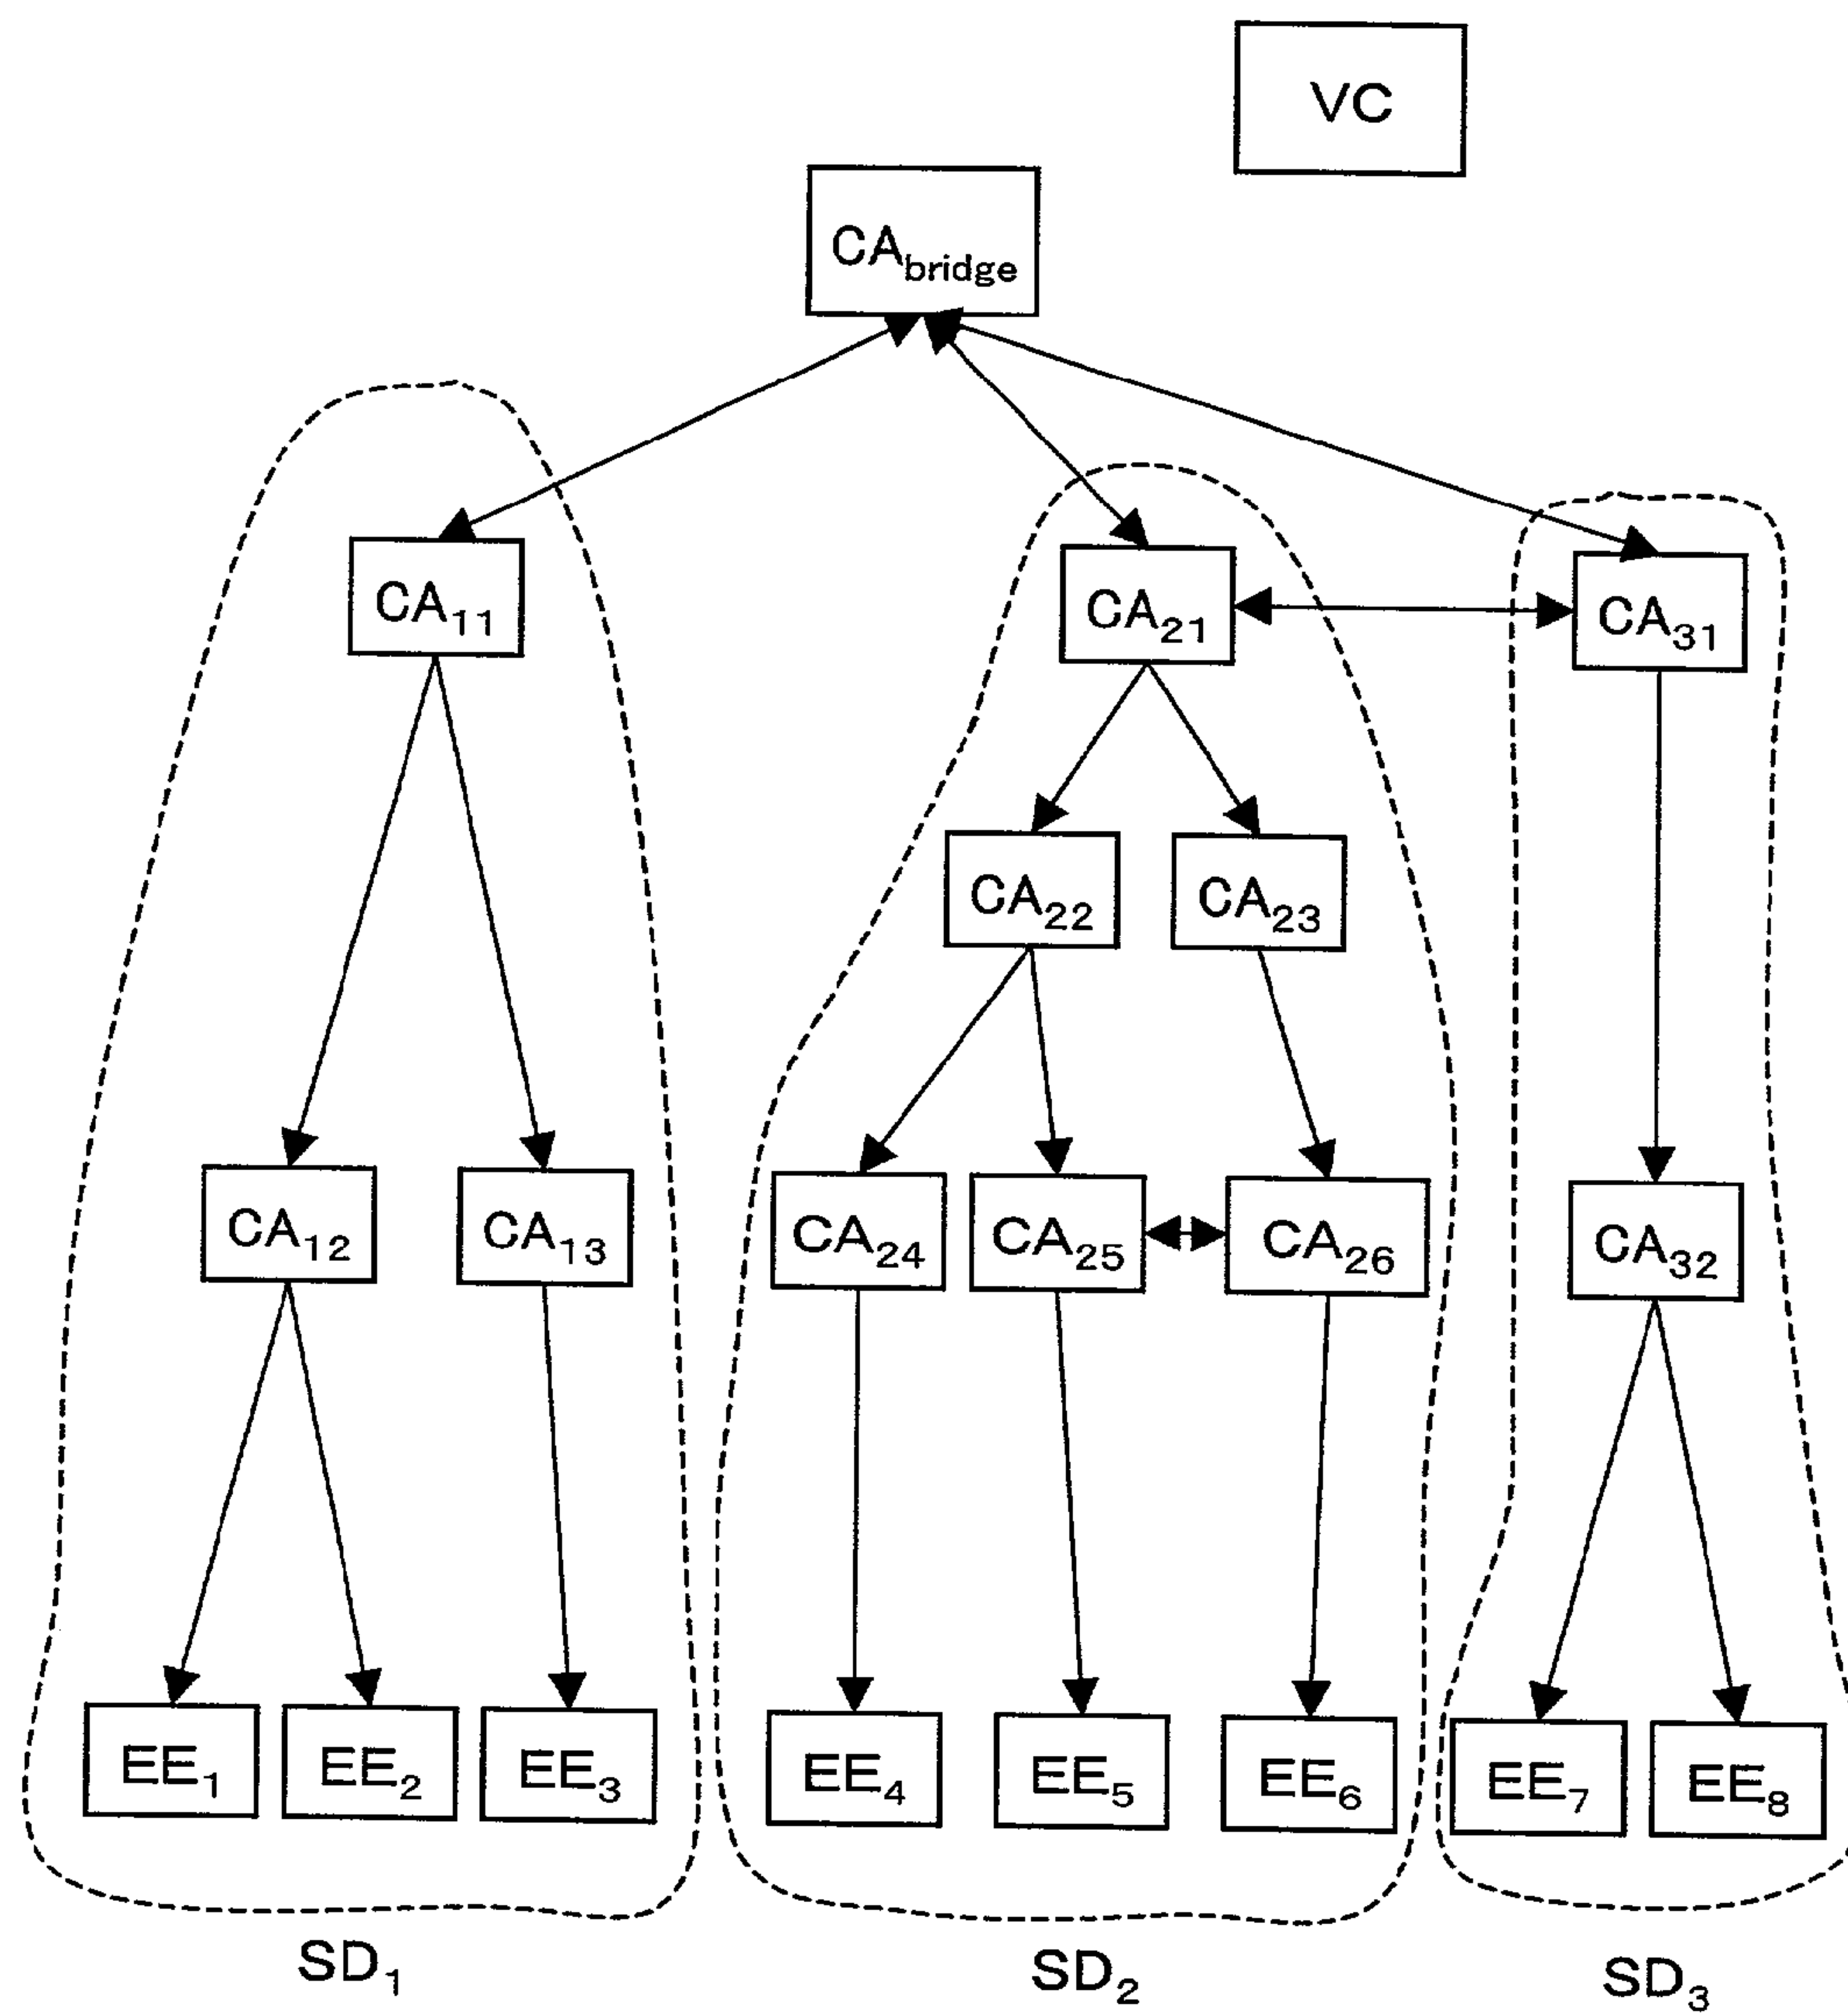 VC
CA_bridge
CA₁₁
CA₂₁
CA₃₁
CA₂₂
CA₂₃
CA₁₂
CA₁₃
CA₂₄
CA₂₅
CA₂₆
CA₃₂
EE₁
EE₂
EE₃
EE₄
EE₅
EE₆
EE₇
EE₈
SD₁
SD₂
SD₃